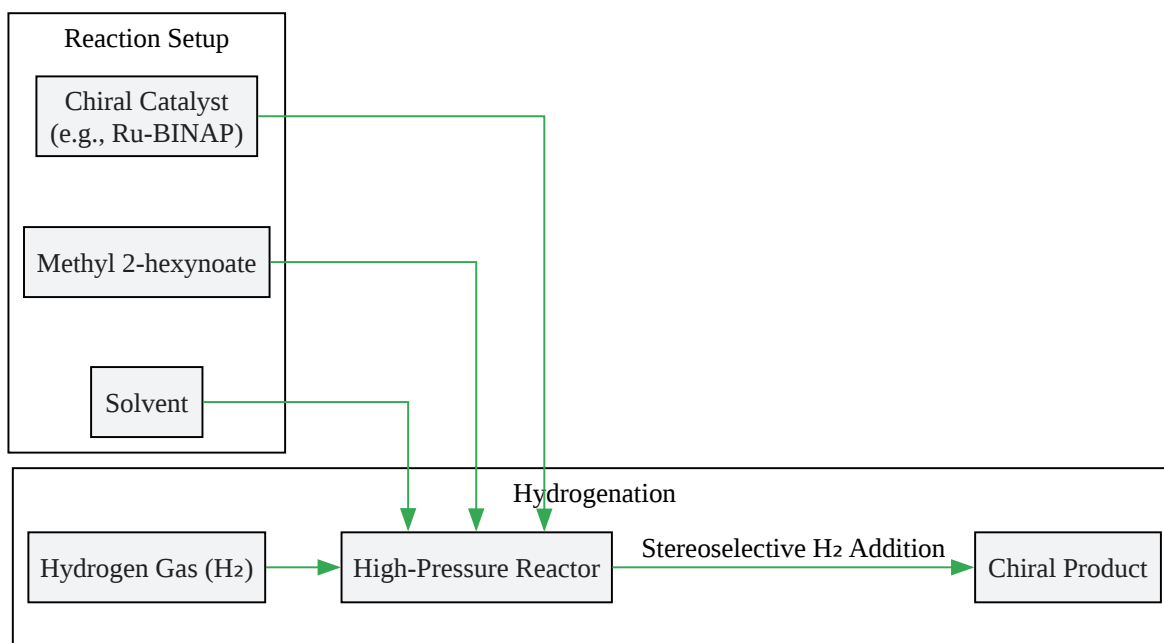 Reaction Setup
Chiral Catalyst
(e.g., Ru-BINAP)
Methyl 2-hexynoate
Solvent
Hydrogenation
Hydrogen Gas (H₂)
High-Pressure Reactor
Stereoselective H₂ Addition
Chiral Product